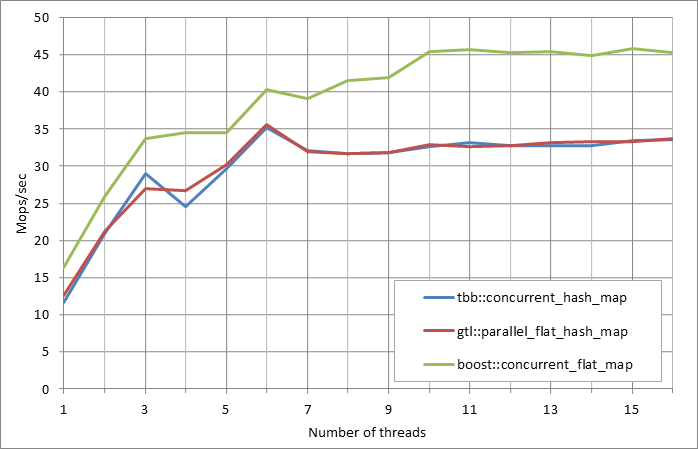 50
45
40
35
30
25
20
15
10
5
0
Mops/sec
tbb::concurrent_hash_map
gtl::parallel_flat_hash_map
boost::concurrent_flat_map
1 3 5 7 9 11 13 15
Number of threads